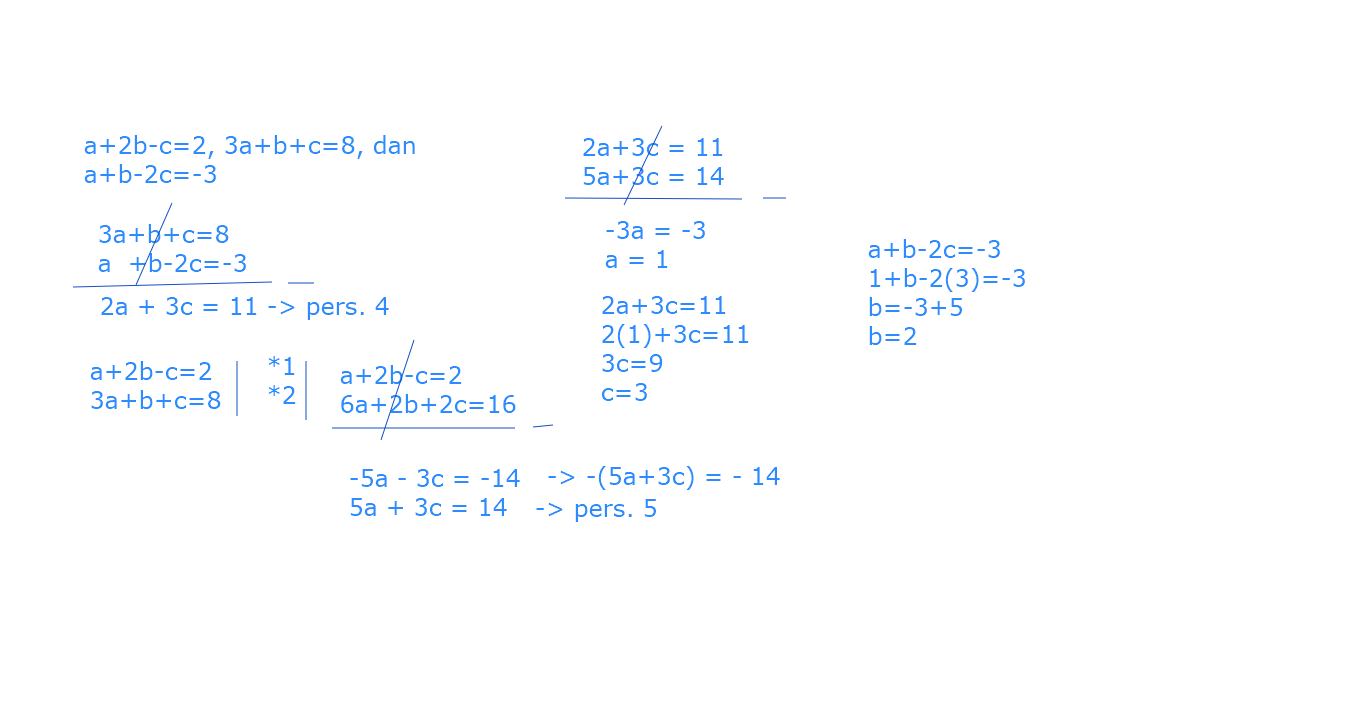 a+2b-c=2, 3a+b+c=8, dan
a+b-2c=-3
3a+b+c=8
a +b-2c=-3
2a + 3c = 11 -> pers. 4
a+2b-c=2
3a+b+c=8
*1
*2
a+2b-c=2
6a+2b+2c=16
-5a - 3c = -14 -> -(5a+3c) = - 14
5a + 3c = 14 -> pers. 5
2a+3c = 11
5a+3c = 14
-3a = -3
a = 1
2a+3c=11
2(1)+3c=11
3c=9
c=3
a+b-2c=-3
1+b-2(3)=-3
b=-3+5
b=2